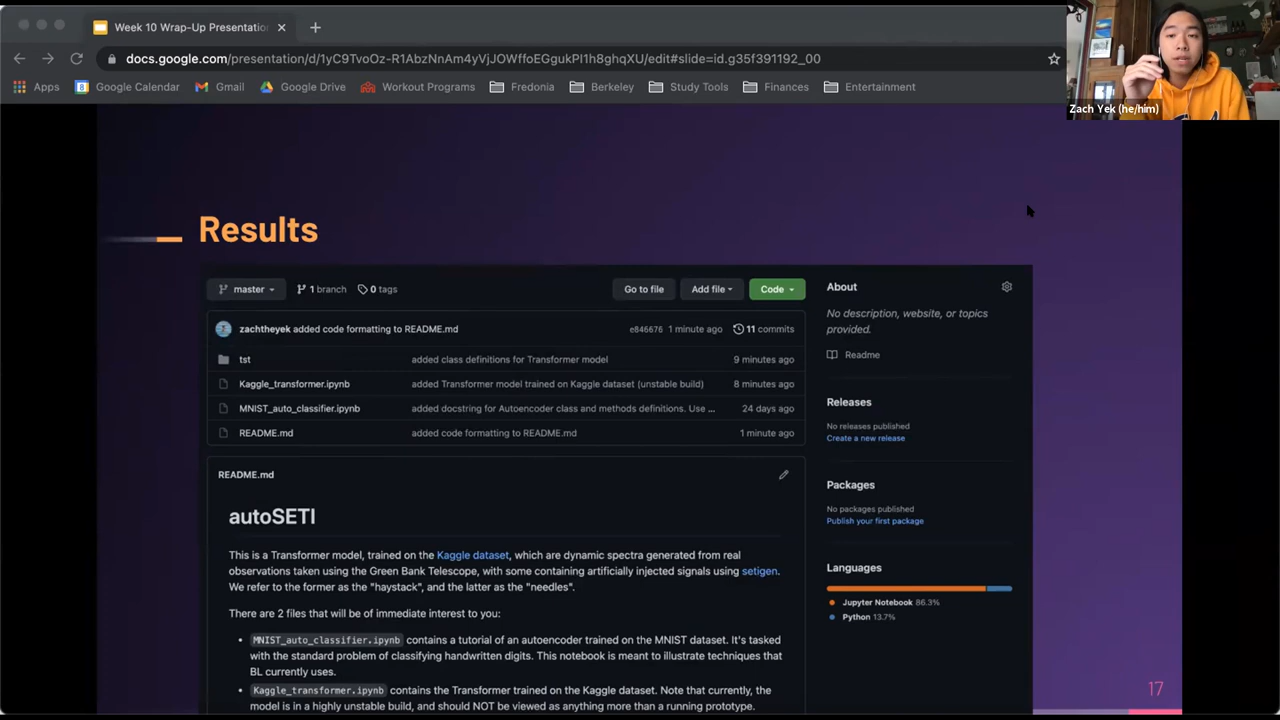 Week 10 Wrap-Up Presentatio
docs.google.com/presentation/d/1yC9TvoOz-R1AbzNnAm4yVjJOWffoEGgukPI1h8ghqXU/edit#slide=id.g35f391192_00
Apps Google Calendar Gmail Google Drive Workout Programs Fredonia Berkeley Study Tools Finances Entertainment
Zach Yek (he/him)
Results
master 1 branch 0 tags Go to file Add file Code
zachtheyek added code formatting to README.md e846676 1 minute ago 11 commits
tst added class definitions for Transformer model 9 minutes ago
Kaggle_transformer.ipynb added Transformer model trained on Kaggle dataset (unstable build) 8 minutes ago
MNIST_auto_classifier.ipynb added docstring for Autoencoder class and methods definitions. Use ... 24 days ago
README.md added code formatting to README.md 1 minute ago
README.md
autoSETI
This is a Transformer model, trained on the Kaggle dataset, which are dynamic spectra generated from real
observations taken using the Green Bank Telescope, with some containing artificially injected signals using setigen.
We refer to the former as the "haystack", and the latter as the "needles".
There are 2 files that will be of immediate interest to you:
• MNIST_auto_classifier.ipynb contains a tutorial of an autoencoder trained on the MNIST dataset. It's tasked
with the standard problem of classifying handwritten digits. This notebook is meant to illustrate techniques that
BL currently uses.
• Kaggle_transformer.ipynb contains the Transformer trained on the Kaggle dataset. Note that currently, the
model is in a highly unstable build, and should NOT be viewed as anything more than a running prototype.
About
No description, website, or topics
provided.
Readme
Releases
No releases published
Create a new release
Packages
No packages published
Publish your first package
Languages
Jupyter Notebook 86.3%
Python 13.7%
17